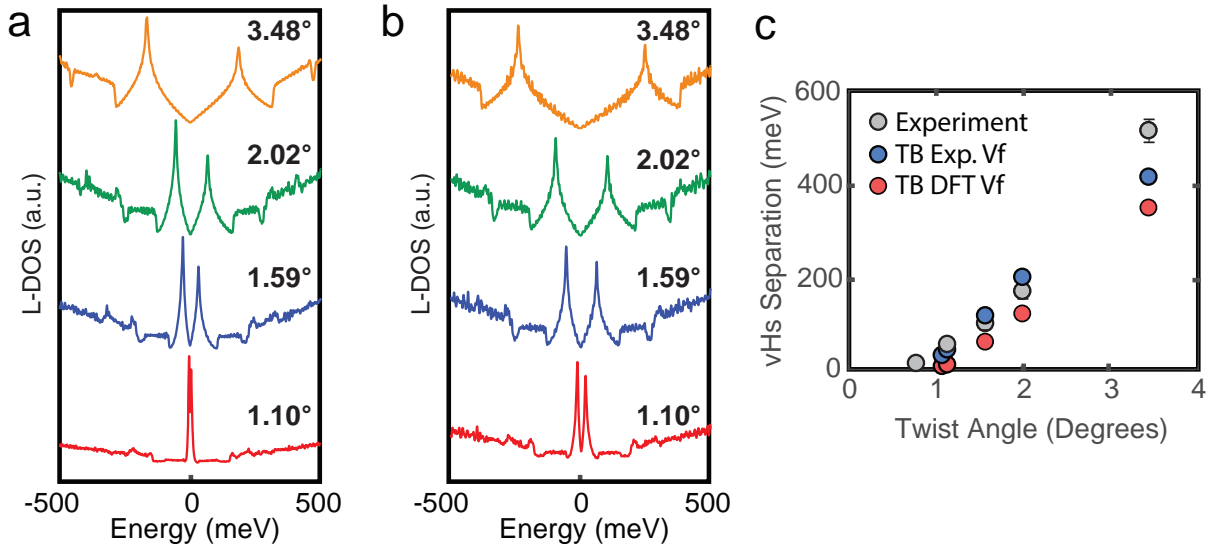 a
3.48°
2.02°
1.59°
1.10°
L-DOS (a.u.)
-500
0
500
Energy (meV)
b
3.48°
2.02°
1.59°
1.10°
L-DOS (a.u.)
-500
0
500
Energy (meV)
c
600
400
200
0
vHs Separation (meV)
Experiment
TB Exp. Vf
TB DFT Vf
0
1
2
3
4
Twist Angle (Degrees)